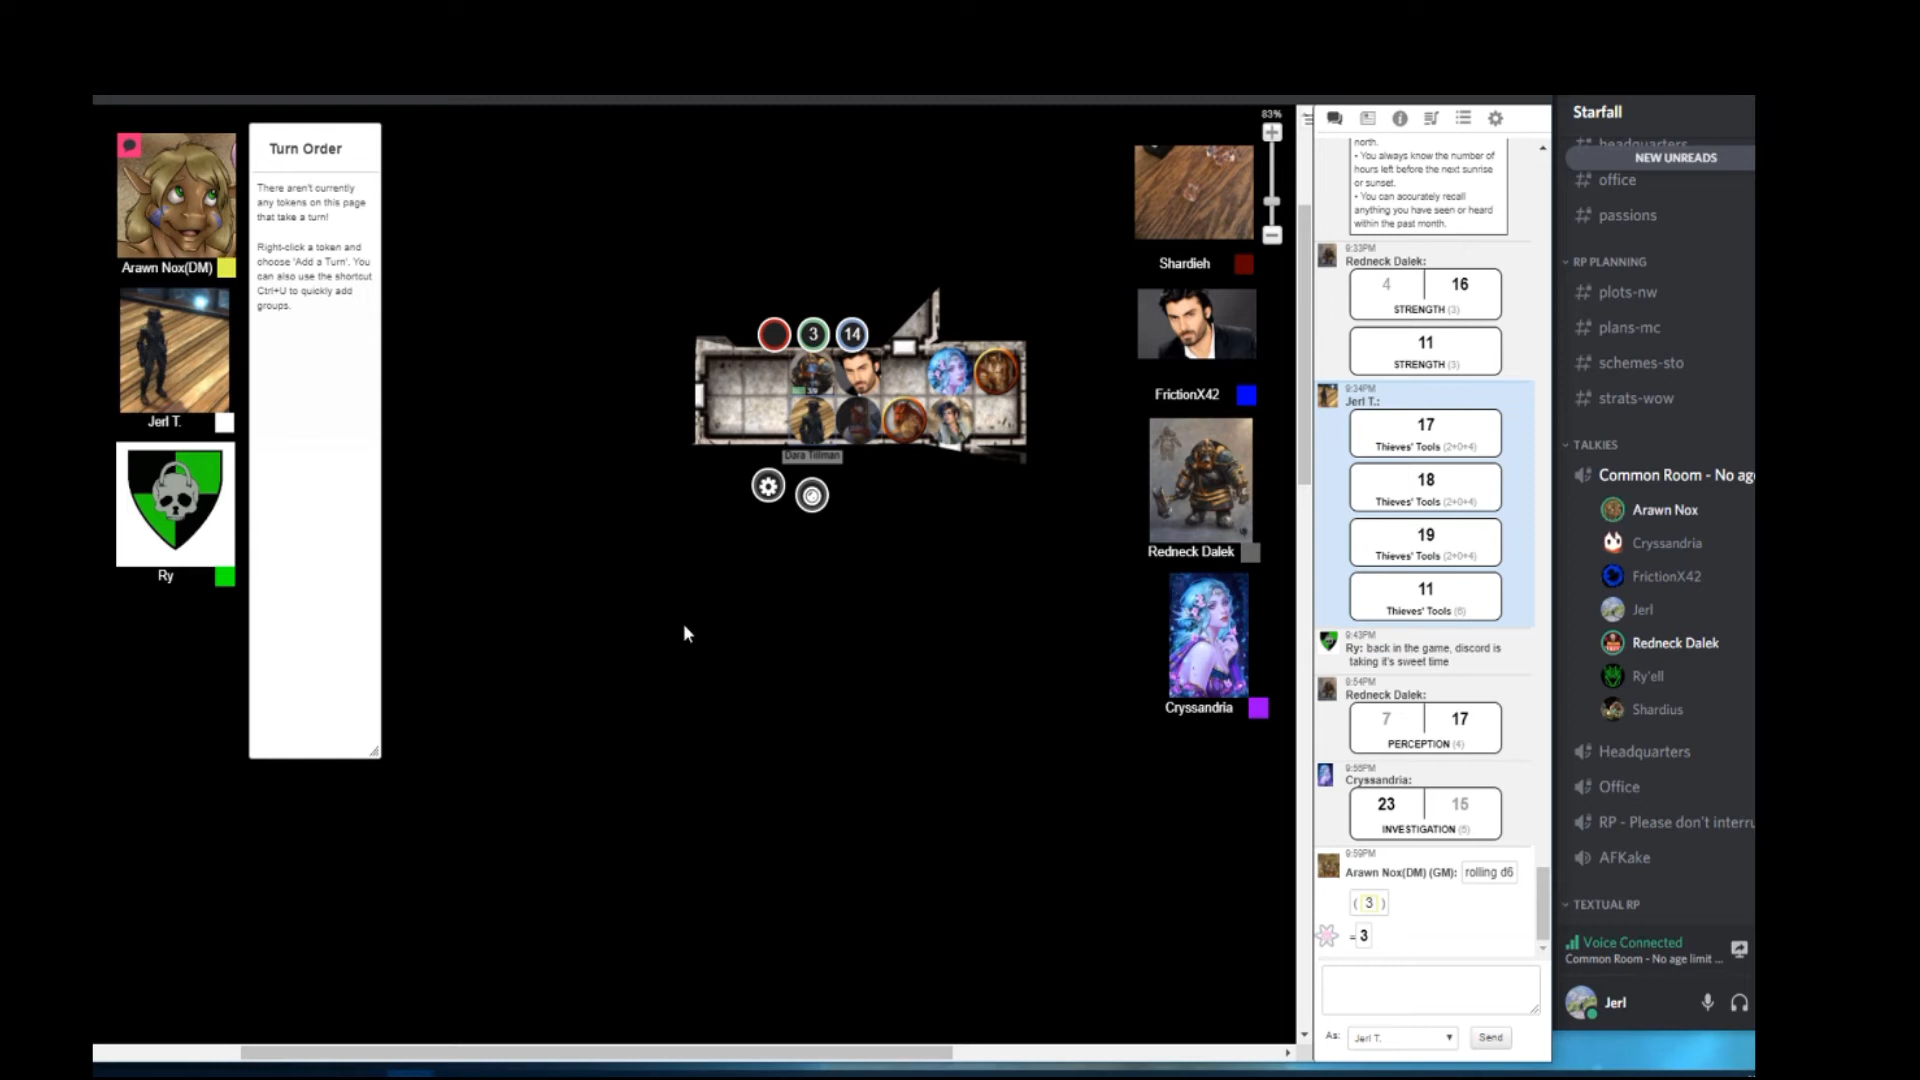 Arawn Nox(DM)
Jerl T.
Ry
Turn Order
There aren't currently
any tokens on this page
that take a turn!
Right-click a token and
choose 'Add a Turn'. You
can also use the shortcut
Ctrl+U to quickly add
groups.
3
14
Dara Tillman
83%
Shardieh
FrictionX42
Redneck Dalek
Cryssandria
north.
• You always know the number of
hours left before the next sunrise
or sunset.
• You can accurately recall
anything you have seen or heard
within the past month.
9:33PM
Redneck Dalek:
4 16
STRENGTH (3)
11
STRENGTH (3)
9:34PM
Jerl T.:
17
Thieves' Tools (2+0+4)
18
Thieves' Tools (2+0+4)
19
Thieves' Tools (2+0+4)
11
Thieves' Tools (6)
9:43PM
Ry: back in the game, discord is
taking it's sweet time
9:54PM
Redneck Dalek:
7 17
PERCEPTION (4)
9:56PM
Cryssandria:
23 15
INVESTIGATION (5)
9:59PM
Arawn Nox(DM) (GM): rolling d6
( 3 )
= 3
As: Jerl T. Send
Starfall
headquarters
NEW UNREADS
office
passions
RP PLANNING
plots-nw
plans-mc
schemes-sto
strats-wow
TALKIES
Common Room - No age
Arawn Nox
Cryssandria
FrictionX42
Jerl
Redneck Dalek
Ry'ell
Shardius
Headquarters
Office
RP - Please don't interru
AFKake
TEXTUAL RP
Voice Connected
Common Room - No age limit ...
Jerl